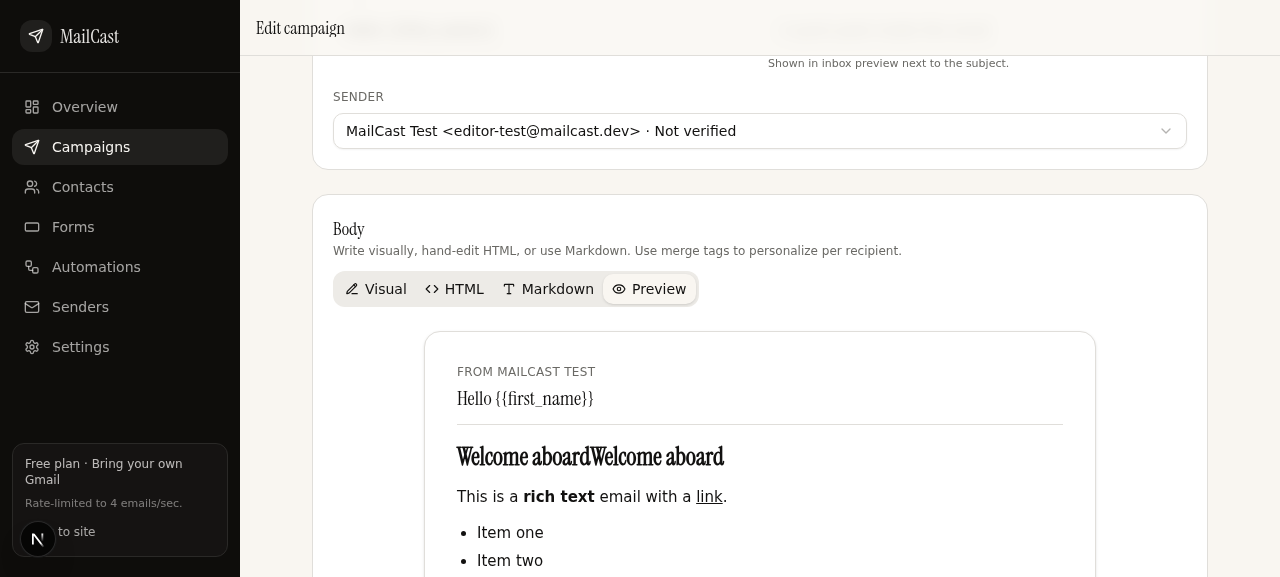 MailCast
Edit campaign
Overview
Campaigns
Contacts
Forms
Automations
Senders
Settings
Free plan · Bring your own
Gmail
Rate-limited to 4 emails/sec.
to site
N
Shown in inbox preview next to the subject.
SENDER
MailCast Test <editor-test@mailcast.dev> · Not verified
Body
Write visually, hand-edit HTML, or use Markdown. Use merge tags to personalize per recipient.
Visual HTML Markdown Preview
FROM MAILCAST TEST
Hello {{first_name}}
Welcome aboardWelcome aboard
This is a rich text email with a link.
• Item one
• Item two